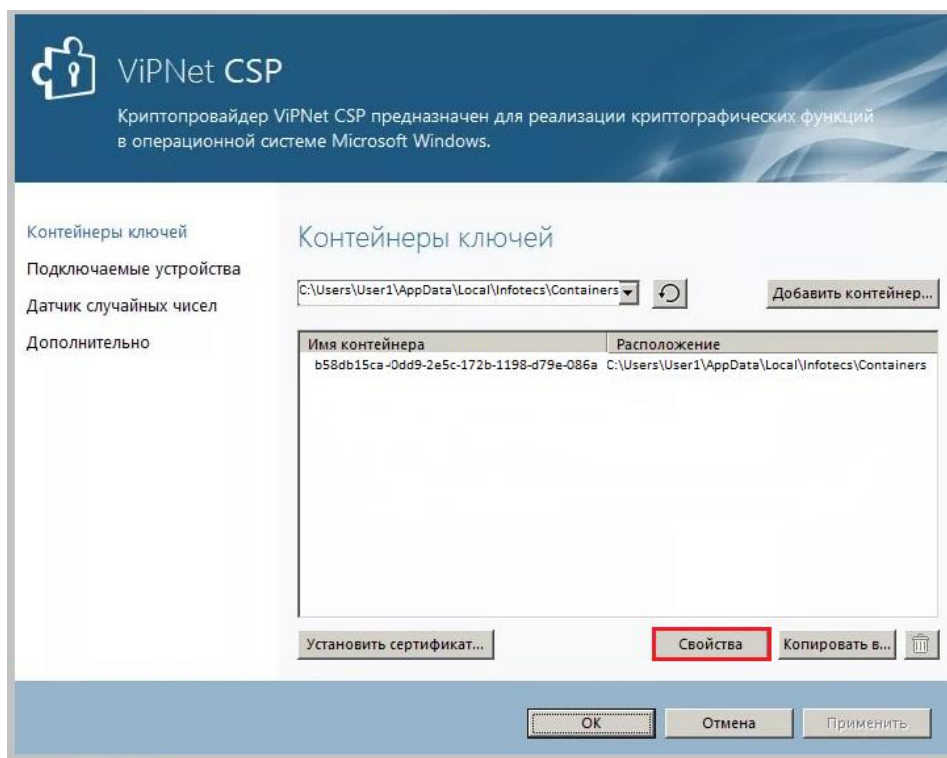 ViPNet CSP
Криптопровайдер ViPNet CSP предназначен для реализации криптографических функций
в операционной системе Microsoft Windows.
Контейнеры ключей
Подключаемые устройства
Датчик случайных чисел
Дополнительно
Контейнеры ключей
C:\Users\User1\AppData\Local\Infotecs\Containers
Добавить контейнер...
Имя контейнера Расположение
b58db15ca-0dd9-2e5c-172b-1198-d79e-086a C:\Users\User1\AppData\Local\Infotecs\Containers
Установить сертификат... Свойства Копировать в...
OK Отмена Применить